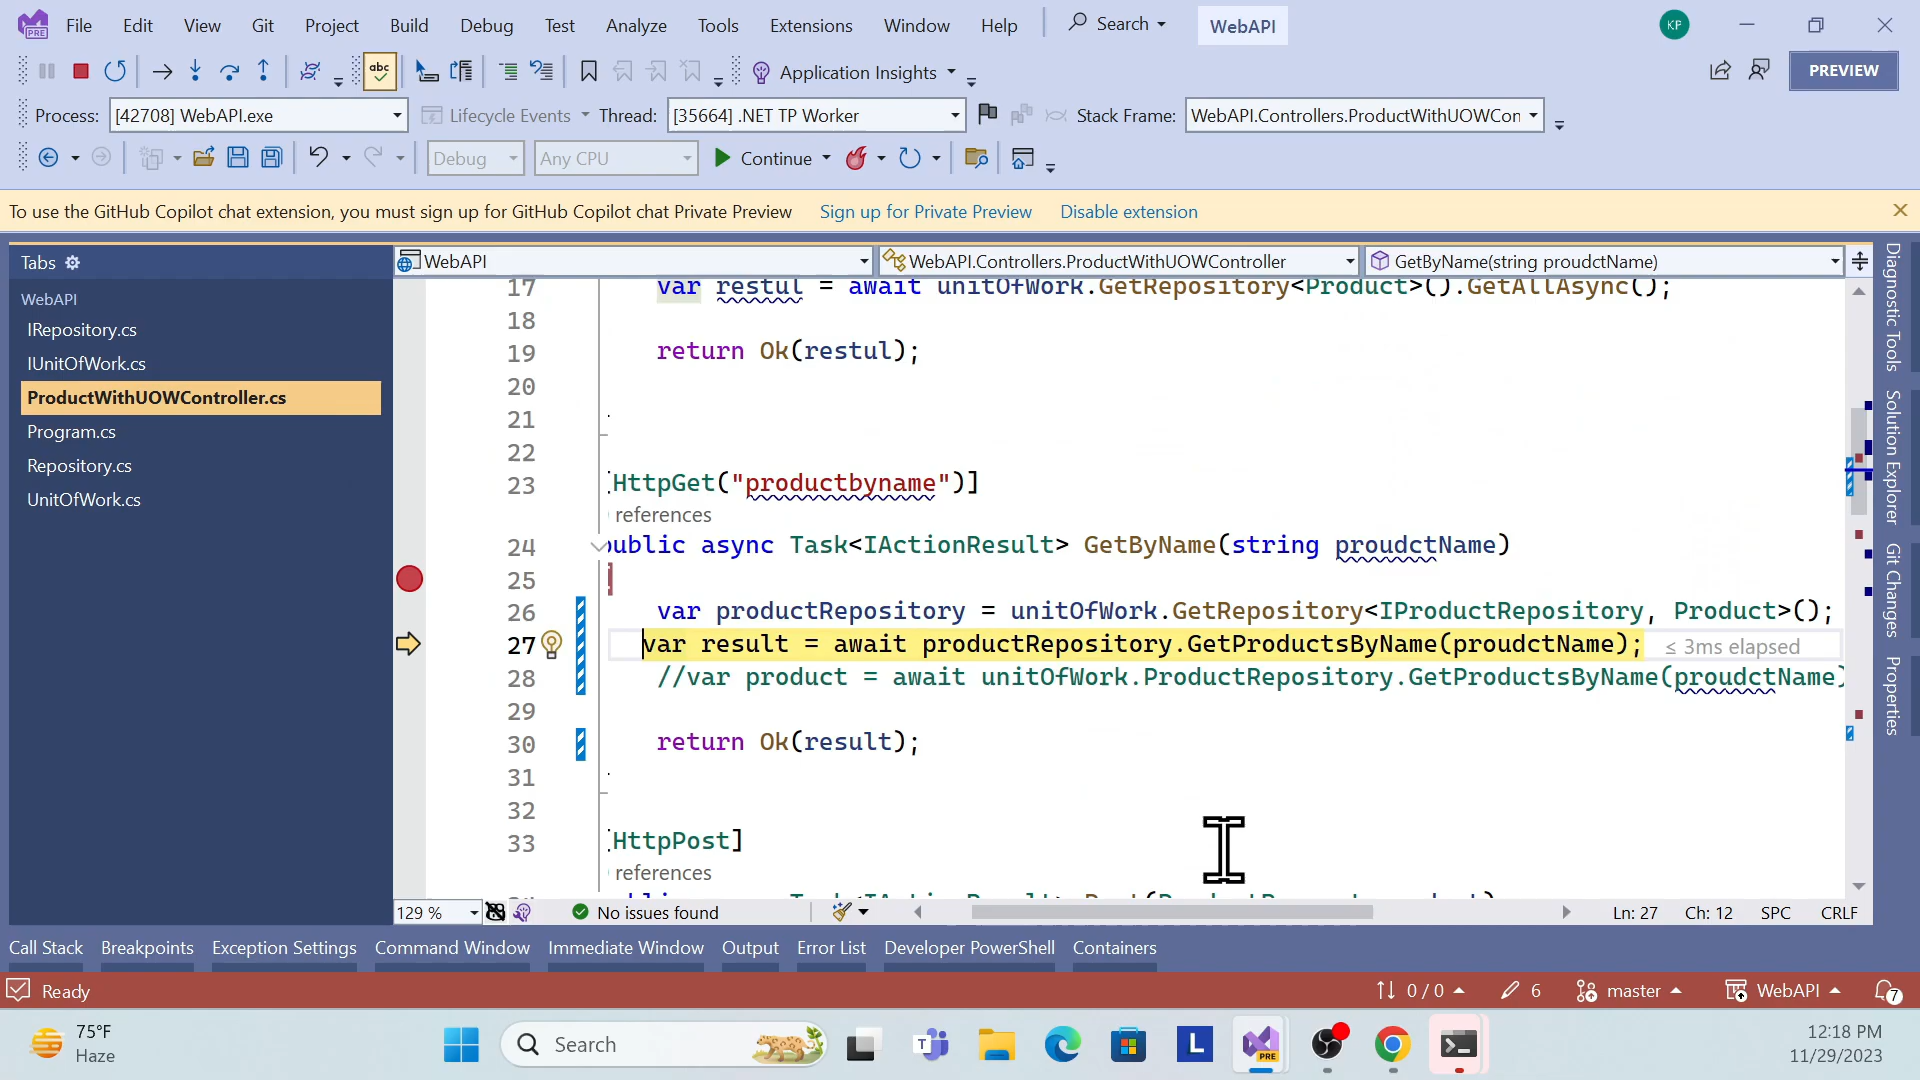 File Edit View Git Project Build Debug Test Analyze Tools Extensions Window Help Search WebAPI KP
abc Application Insights PREVIEW
Process: [42708] WebAPI.exe Lifecycle Events Thread: [35664] .NET TP Worker Stack Frame: WebAPI.Controllers.ProductWithUOWCon
Debug Any CPU Continue
To use the GitHub Copilot chat extension, you must sign up for GitHub Copilot chat Private Preview Sign up for Private Preview Disable extension
Tabs
WebAPI
IRepository.cs
IUnitOfWork.cs
ProductWithUOWController.cs
Program.cs
Repository.cs
UnitOfWork.cs
WebAPI WebAPI.Controllers.ProductWithUOWController GetByName(string proudctName)
17 var restul = await unitOfWork.GetRepository<Product>().GetAllAsync();
18
19 return Ok(restul);
20
21
22
23 [HttpGet("productbyname")]
references
24 public async Task<IActionResult> GetByName(string proudctName)
25
26 var productRepository = unitOfWork.GetRepository<IProductRepository, Product>();
27 var result = await productRepository.GetProductsByName(proudctName); ≤ 3ms elapsed
28 //var product = await unitOfWork.ProductRepository.GetProductsByName(proudctName)
29
30 return Ok(result);
31
32
33 [HttpPost]
references
129 % No issues found Ln: 27 Ch: 12 SPC CRLF
Diagnostic Tools
Solution Explorer
Git Changes
Properties
Call Stack Breakpoints Exception Settings Command Window Immediate Window Output Error List Developer PowerShell Containers
Ready 0 / 0 6 master WebAPI 7
75°F
Haze
Search
L
PRE
12:18 PM
11/29/2023